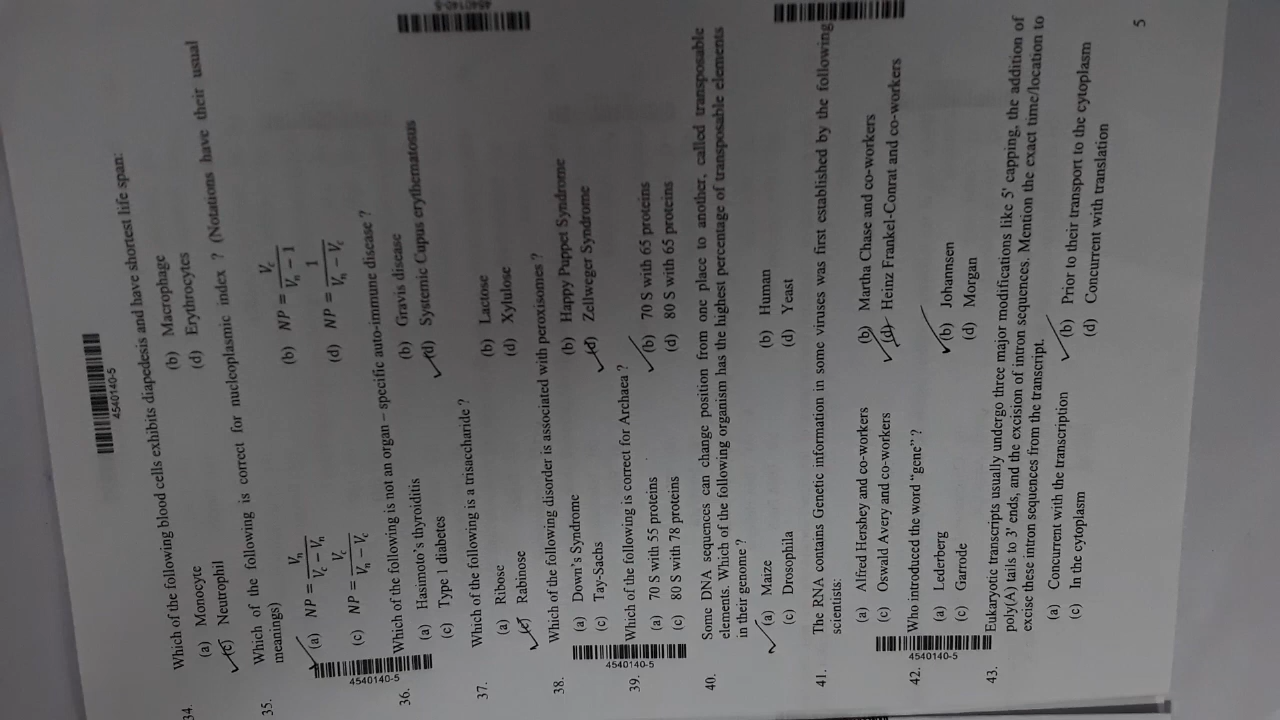 4540140-5
34. Which of the following blood cells exhibits diapedesis and have shortest life span:
(a) Monocyte (b) Macrophage
(c) Neutrophil (d) Erythrocytes
35. Which of the following is correct for nucleoplasmic index ? (Notations have their usual
meanings)
(a) NP = Vn / (Vc − Vn) (b) NP = Vc / (Vn − 1)
(c) NP = Vc / (Vn − Vc) (d) NP = 1 / (Vn − Vc)
4540140-5
4540140-5
36. Which of the following is not an organ – specific auto-immune disease ?
(a) Hasimoto's thyroiditis (b) Gravis disease
(c) Type 1 diabetes (d) Systemic Cupus erythematosus
37. Which of the following is a trisaccharide ?
(a) Ribose (b) Lactose
(c) Rabinose (d) Xylulose
38. Which of the following disorder is associated with peroxisomes ?
(a) Down's Syndrome (b) Happy Puppet Syndrome
(c) Tay-Sachs (d) Zellweger Syndrome
4540140-5
39. Which of the following is correct for Archaea ?
(a) 70 S with 55 proteins (b) 70 S with 65 proteins
(c) 80 S with 78 proteins (d) 80 S with 65 proteins
40. Some DNA sequences can change position from one place to another, called transposable
elements. Which of the following organism has the highest percentage of transposable elements
in their genome ?
(a) Maize (b) Human
(c) Drosophila (d) Yeast
41. The RNA contains Genetic information in some viruses was first established by the following
scientists:
(a) Alfred Hershey and co-workers (b) Martha Chase and co-workers
(c) Oswald Avery and co-workers (d) Heinz Frankel-Conrat and co-workers
4540140-5
42. Who introduced the word "gene" ?
(a) Lederberg (b) Johannsen
(c) Garrode (d) Morgan
43. Eukaryotic transcripts usually undergo three major modifications like 5' capping, the addition of
poly(A) tails to 3' ends, and the excision of intron sequences. Mention the exact time/location to
excise these intron sequences from the transcript.
(a) Concurrent with the transcription (b) Prior to their transport to the cytoplasm
(c) In the cytoplasm (d) Concurrent with translation
5